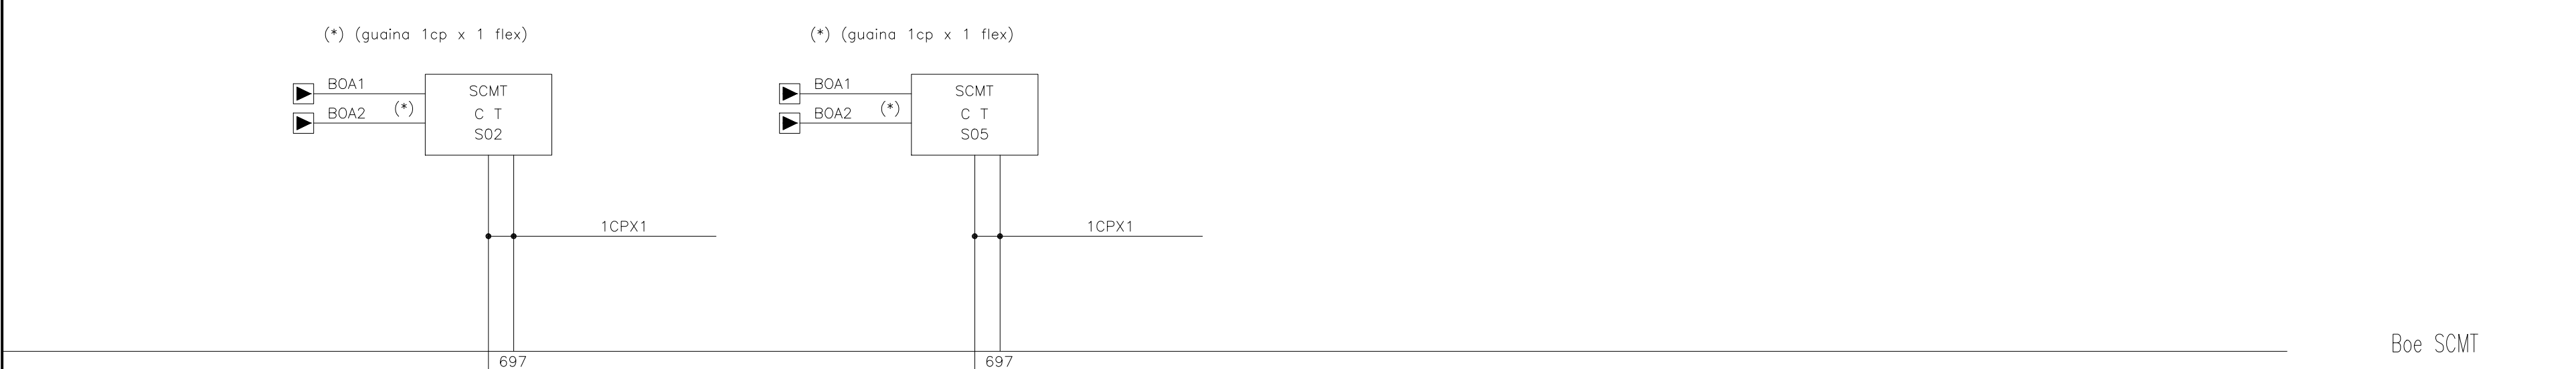 (*) (guaina 1cp x 1 flex)
(*) (guaina 1cp x 1 flex)
BOA1
BOA2
(*)
SCMT
C T
S02
BOA1
BOA2
(*)
SCMT
C T
S05
1CPX1
1CPX1
697
697
Boe SCMT